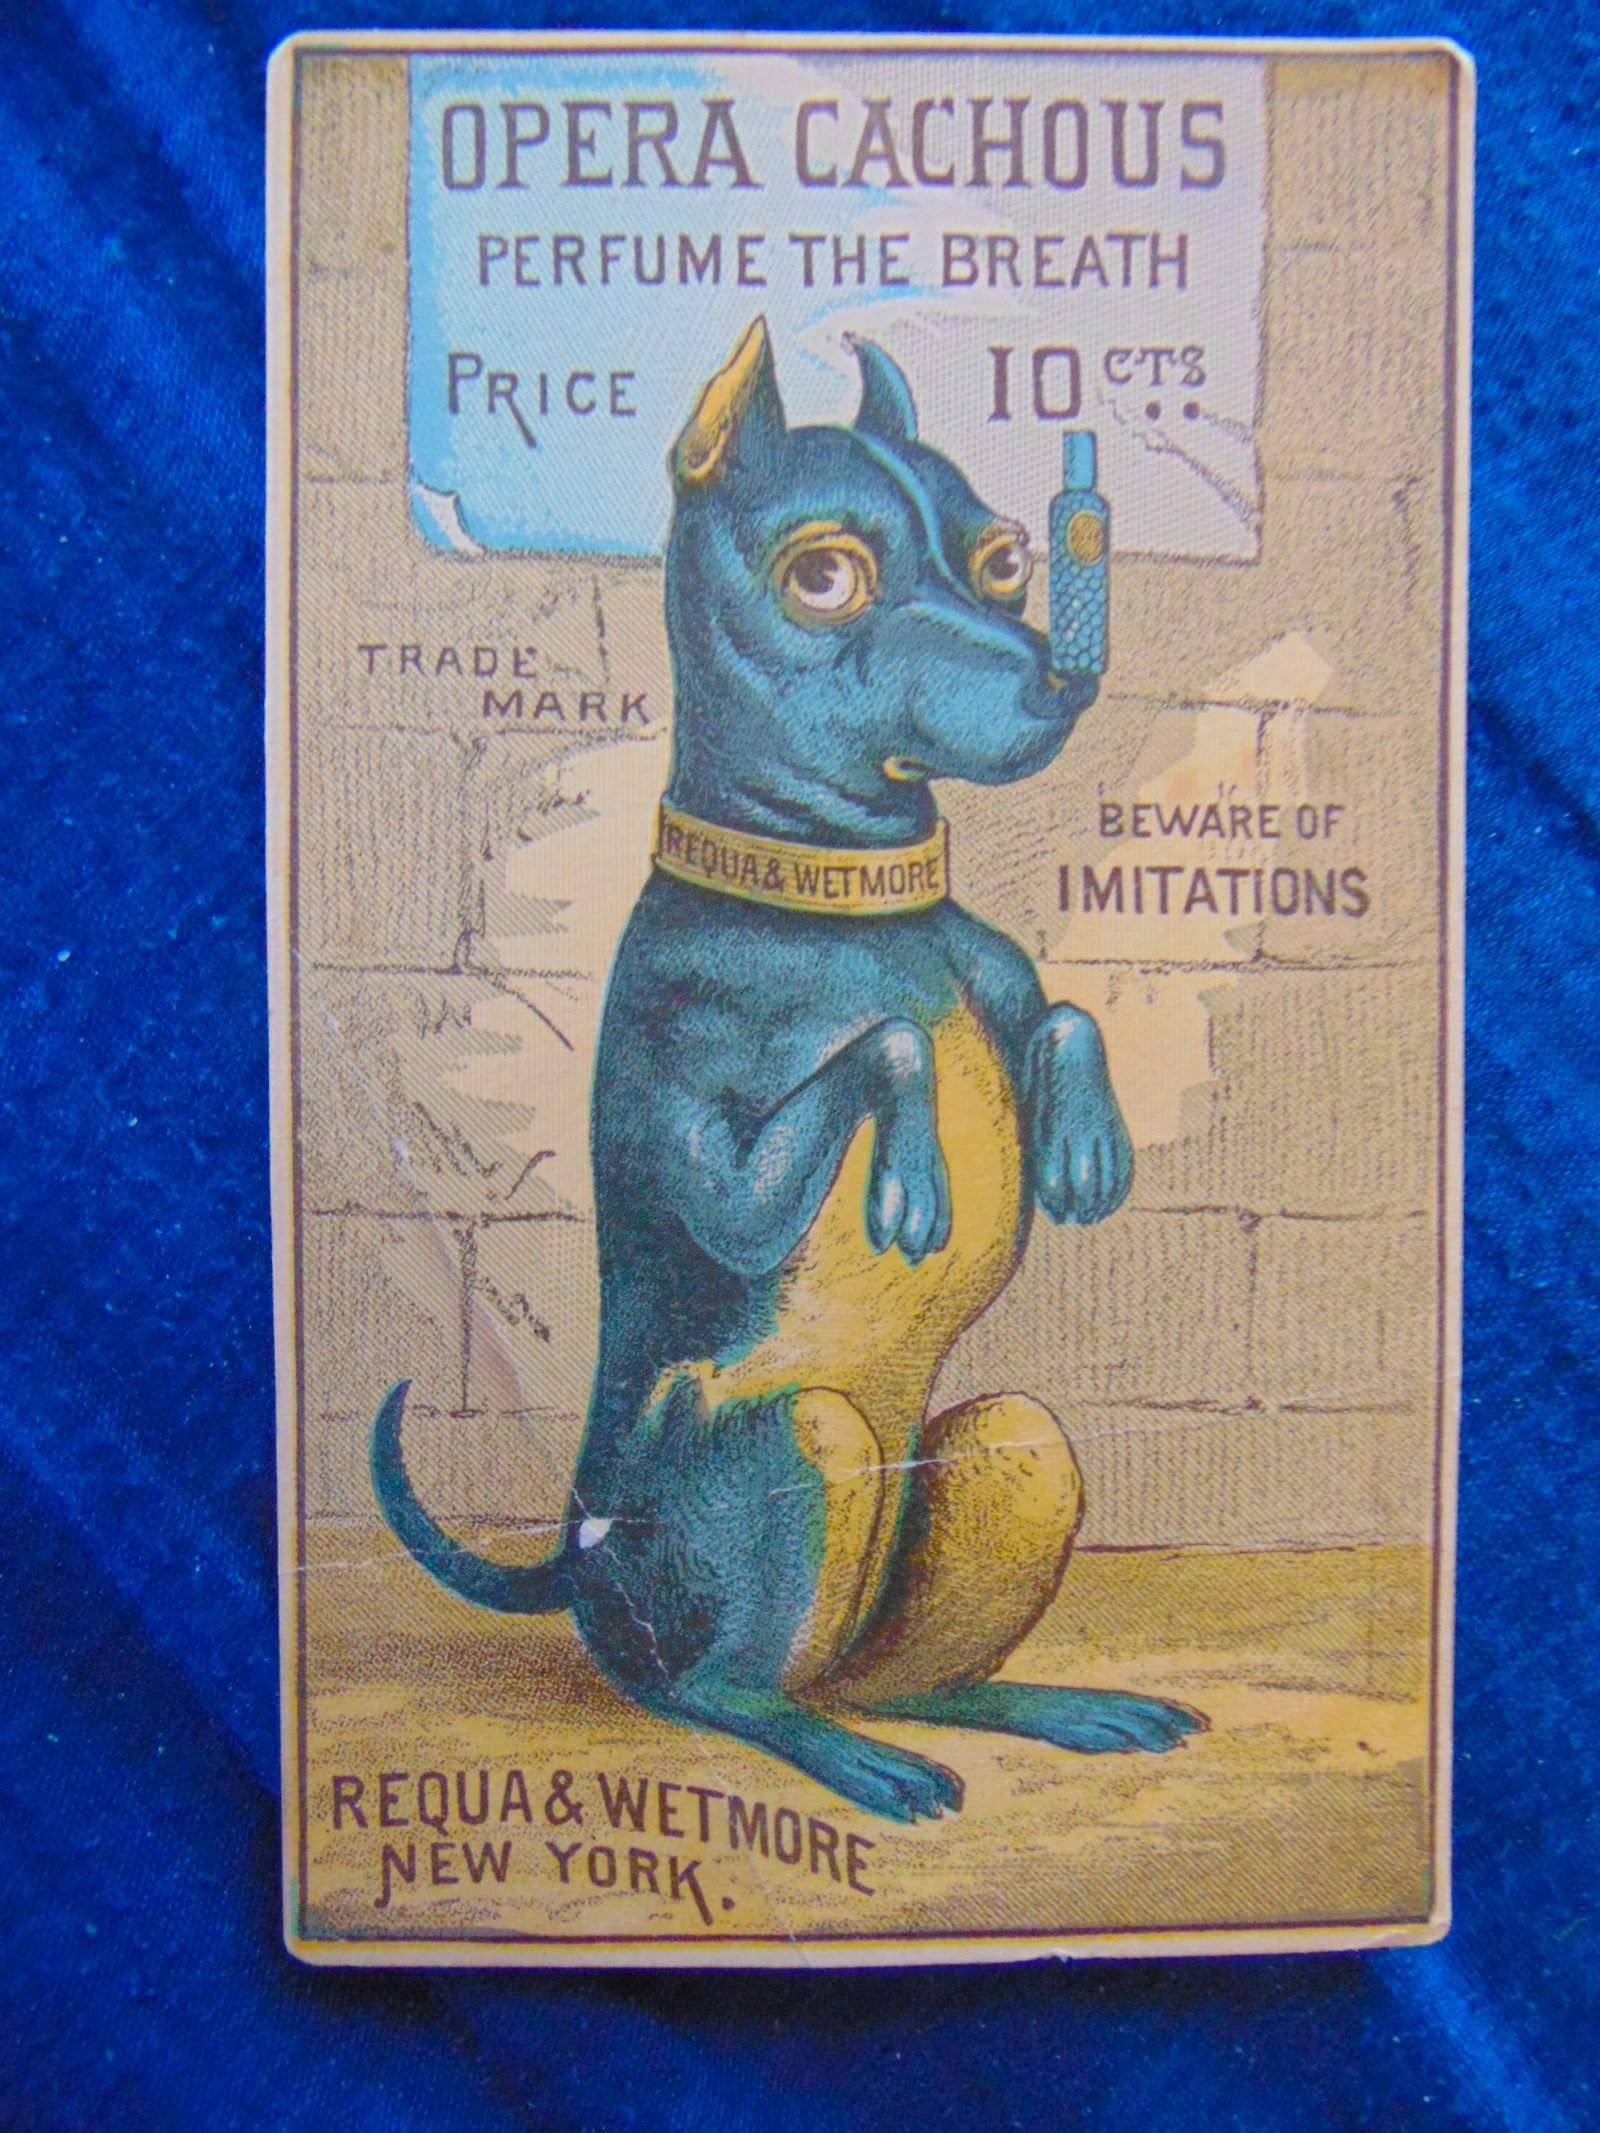 OPERA CACHOUS
PERFUME THE BREATH
PRICE 10 CTS
TRADE
MARK
BEWARE OF
IMITATIONS
REQUA & WETMORE
REQUA & WETMORE
NEW YORK.